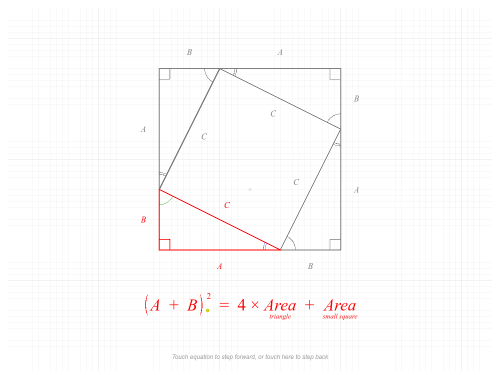 B A
B
A C C
C A
B C
A B
(A + B)² = 4 × Area + Area
triangle small square
Touch equation to step forward, or touch here to step back